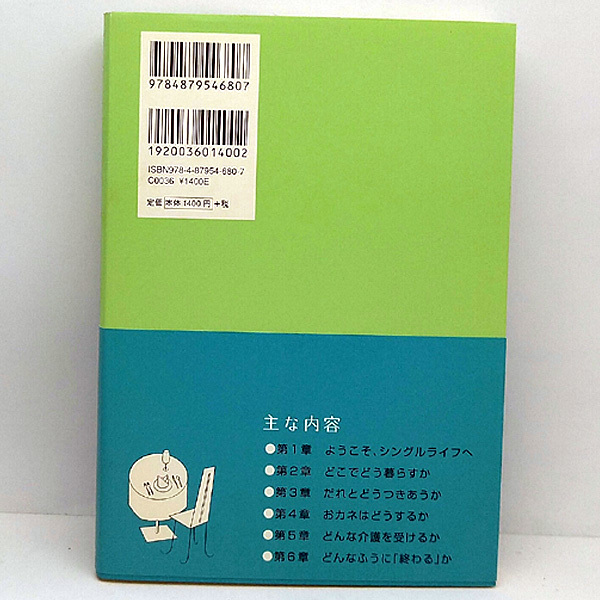 9784879546807
1920036014002
ISBN978-4-87954-680-7
C0036 ¥1400E
定価 本体1400円 +税
主な内容
●第1章 ようこそ、シングルライフへ
●第2章 どこでどう暮らすか
●第3章 だれとどうつきあうか
●第4章 おカネはどうするか
●第5章 どんな介護を受けるか
●第6章 どんなふうに「終わる」か